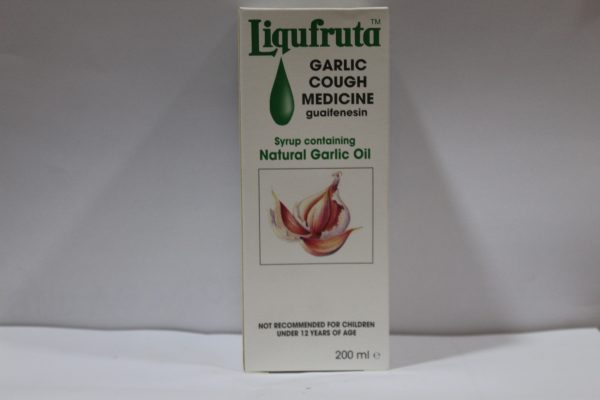 Liqufruta™
GARLIC
COUGH
MEDICINE
guaifenesin
Syrup containing
Natural Garlic Oil
NOT RECOMMENDED FOR CHILDREN
UNDER 12 YEARS OF AGE
200 ml ℮